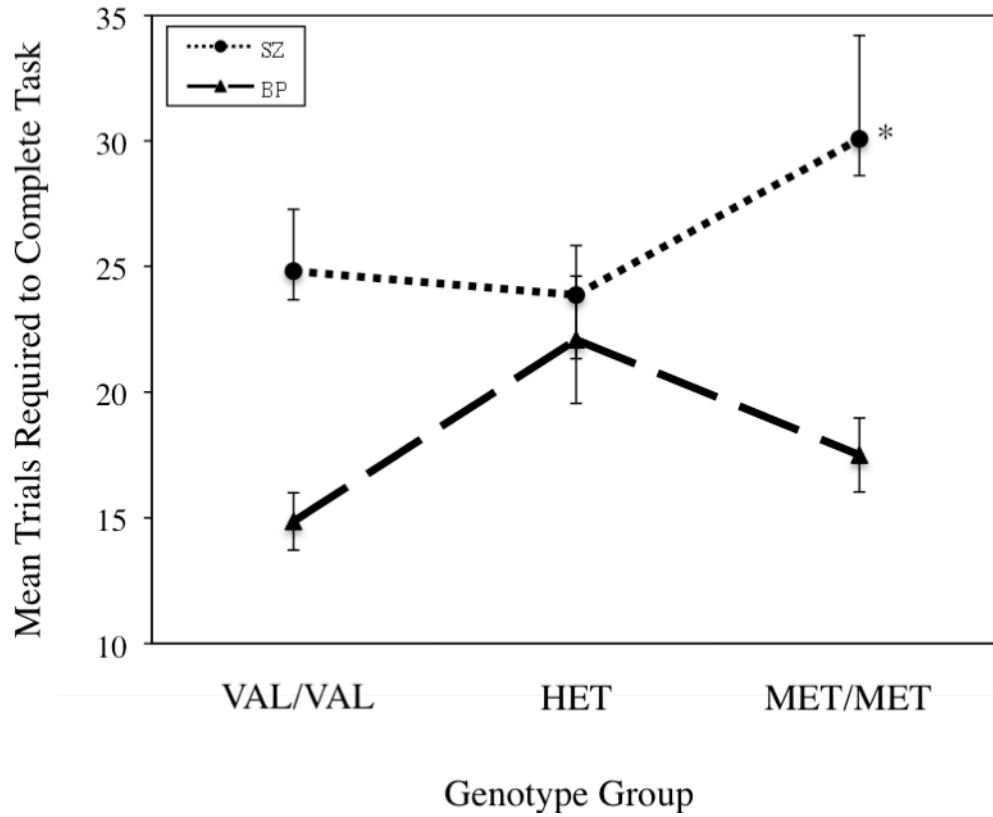 35
30
25
20
15
10
Mean Trials Required to Complete Task
SZ
BP
*
VAL/VAL HET MET/MET
Genotype Group